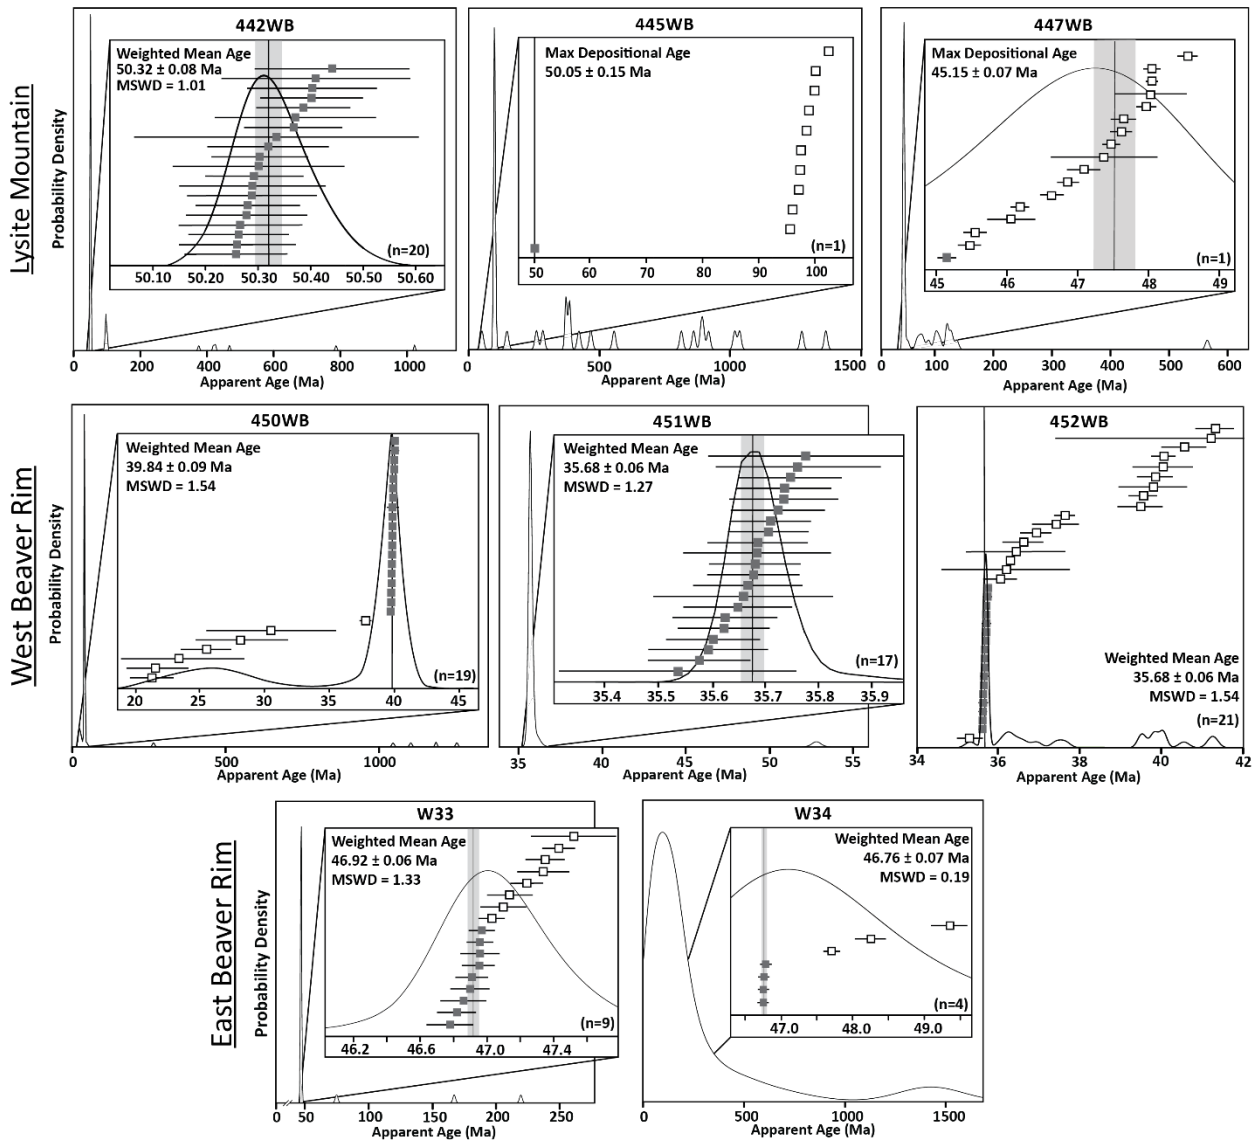 Lysite Mountain
Probability Density
442WB
Weighted Mean Age
50.32 ± 0.08 Ma
MSWD = 1.01
(n=20)
50.10 50.20 50.30 50.40 50.50 50.60
0 200 400 600 800 1000
Apparent Age (Ma)
445WB
Max Depositional Age
50.05 ± 0.15 Ma
(n=1)
50 60 70 80 90 100
0 500 1000 1500
Apparent Age (Ma)
447WB
Max Depositional Age
45.15 ± 0.07 Ma
(n=1)
45 46 47 48 49
0 100 200 300 400 500 600
Apparent Age (Ma)
West Beaver Rim
Probability Density
450WB
Weighted Mean Age
39.84 ± 0.09 Ma
MSWD = 1.54
(n=19)
20 25 30 35 40 45
0 500 1000
Apparent Age (Ma)
451WB
Weighted Mean Age
35.68 ± 0.06 Ma
MSWD = 1.27
(n=17)
35.4 35.5 35.6 35.7 35.8 35.9
35 40 45 50 55
Apparent Age (Ma)
452WB
Weighted Mean Age
35.68 ± 0.06 Ma
MSWD = 1.54
(n=21)
34 36 38 40 42
Apparent Age (Ma)
East Beaver Rim
Probability Density
W33
Weighted Mean Age
46.92 ± 0.06 Ma
MSWD = 1.33
(n=9)
46.2 46.6 47.0 47.4
0 50 100 150 200 250
Apparent Age (Ma)
W34
Weighted Mean Age
46.76 ± 0.07 Ma
MSWD = 0.19
(n=4)
47.0 48.0 49.0
0 500 1000 1500
Apparent Age (Ma)